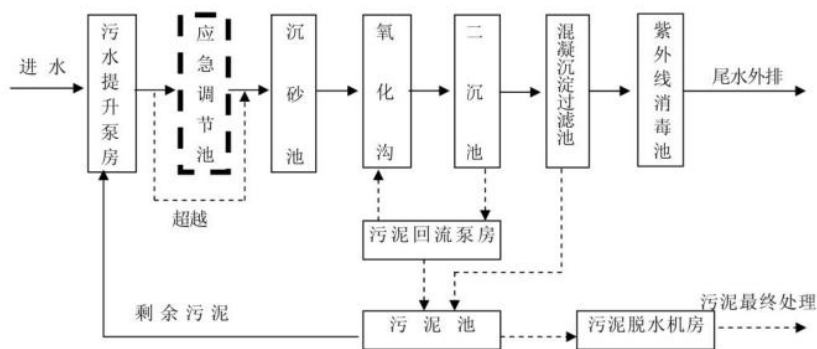 进水
污水提升泵房
应急调节池
沉砂池
氧化沟
二沉池
混凝沉淀过滤池
紫外线消毒池
尾水外排
超越
污泥回流泵房
剩余污泥
污泥池
污泥脱水机房
污泥最终处理